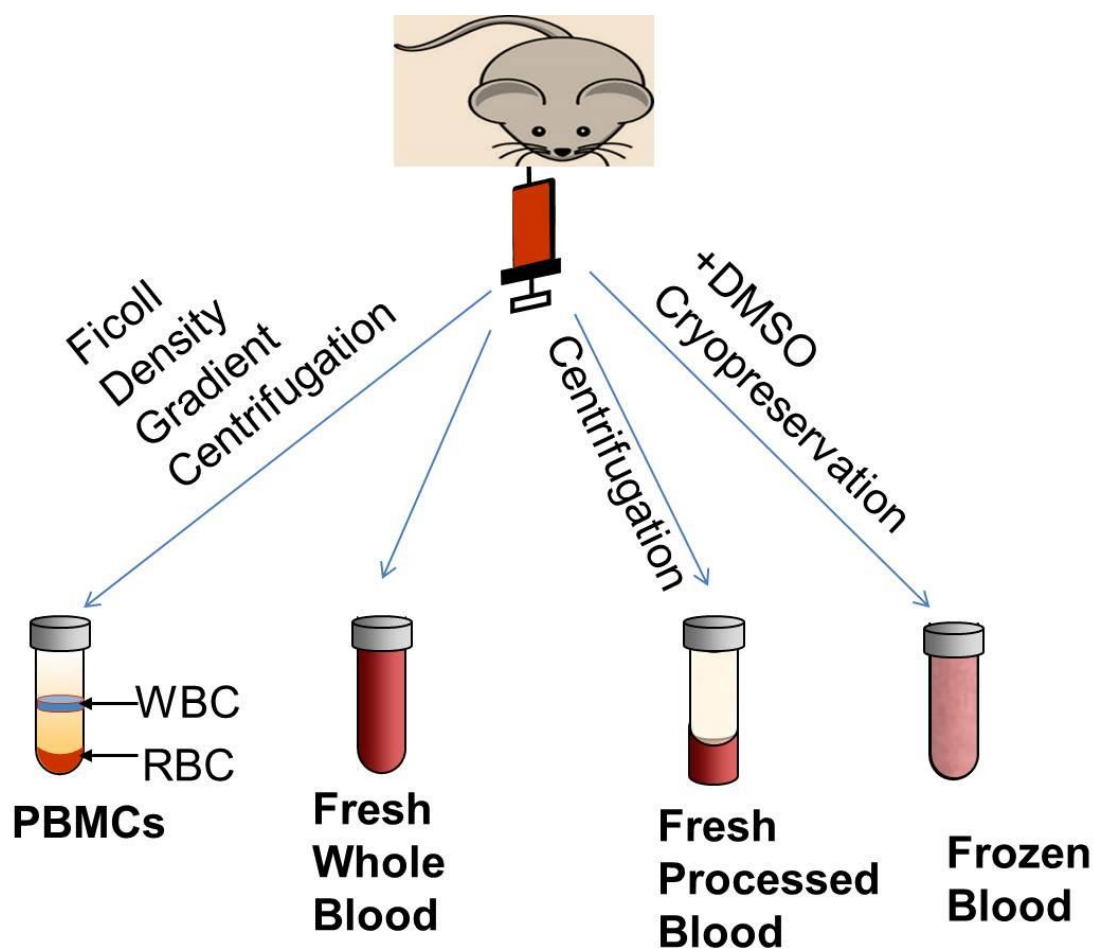 Ficoll
Density
Gradient
Centrifugation
Centrifugation
+DMSO
Cryopreservation
WBC
RBC
PBMCs
Fresh
Whole
Blood
Fresh
Processed
Blood
Frozen
Blood